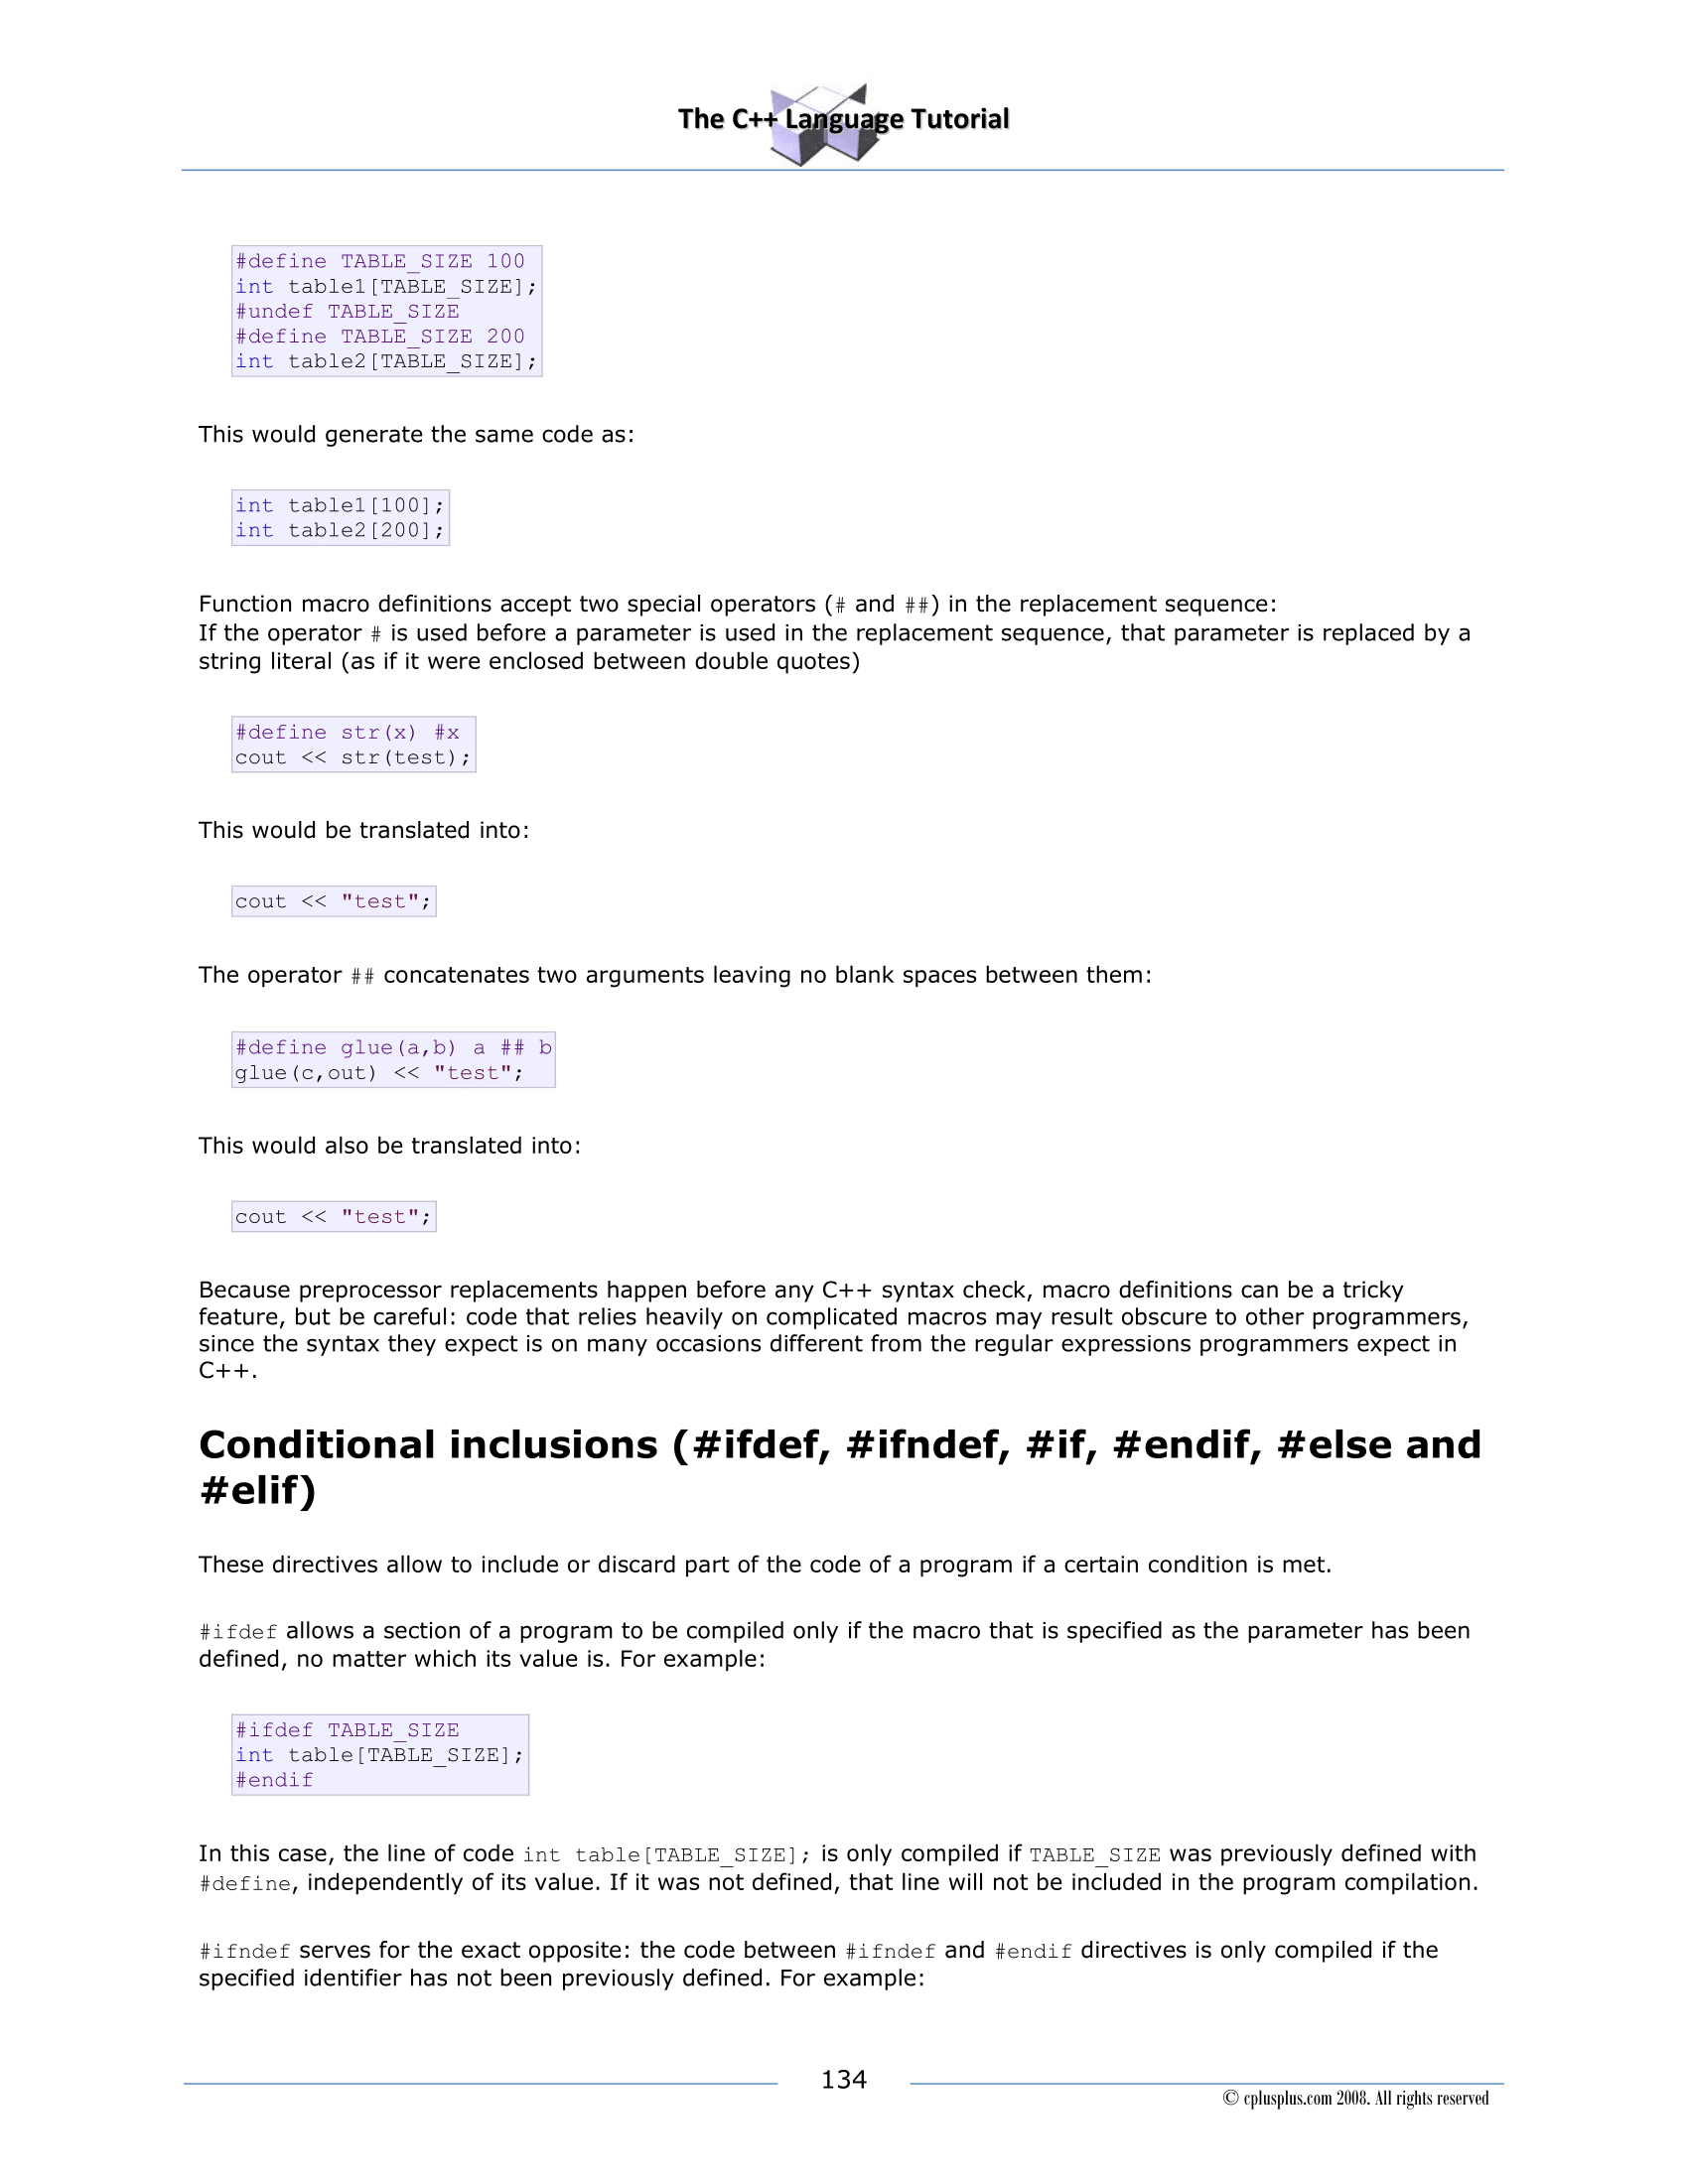 The C++ Language Tutorial
#define TABLE_SIZE 100
int table1[TABLE_SIZE];
#undef TABLE_SIZE
#define TABLE_SIZE 200
int table2[TABLE_SIZE];
This would generate the same code as:
int table1[100];
int table2[200];
Function macro definitions accept two special operators (# and ##) in the replacement sequence:
If the operator # is used before a parameter is used in the replacement sequence, that parameter is replaced by a
string literal (as if it were enclosed between double quotes)
#define str(x) #x
cout << str(test);
This would be translated into:
cout << "test";
The operator ## concatenates two arguments leaving no blank spaces between them:
#define glue(a,b) a ## b
glue(c,out) << "test";
This would also be translated into:
cout << "test";
Because preprocessor replacements happen before any C++ syntax check, macro definitions can be a tricky
feature, but be careful: code that relies heavily on complicated macros may result obscure to other programmers,
since the syntax they expect is on many occasions different from the regular expressions programmers expect in
C++.
Conditional inclusions (#ifdef, #ifndef, #if, #endif, #else and
#elif)
These directives allow to include or discard part of the code of a program if a certain condition is met.
#ifdef allows a section of a program to be compiled only if the macro that is specified as the parameter has been
defined, no matter which its value is. For example:
#ifdef TABLE_SIZE
int table[TABLE_SIZE];
#endif
In this case, the line of code int table[TABLE_SIZE]; is only compiled if TABLE_SIZE was previously defined with
#define, independently of its value. If it was not defined, that line will not be included in the program compilation.
#ifndef serves for the exact opposite: the code between #ifndef and #endif directives is only compiled if the
specified identifier has not been previously defined. For example:
134
© cplusplus.com 2008. All rights reserved